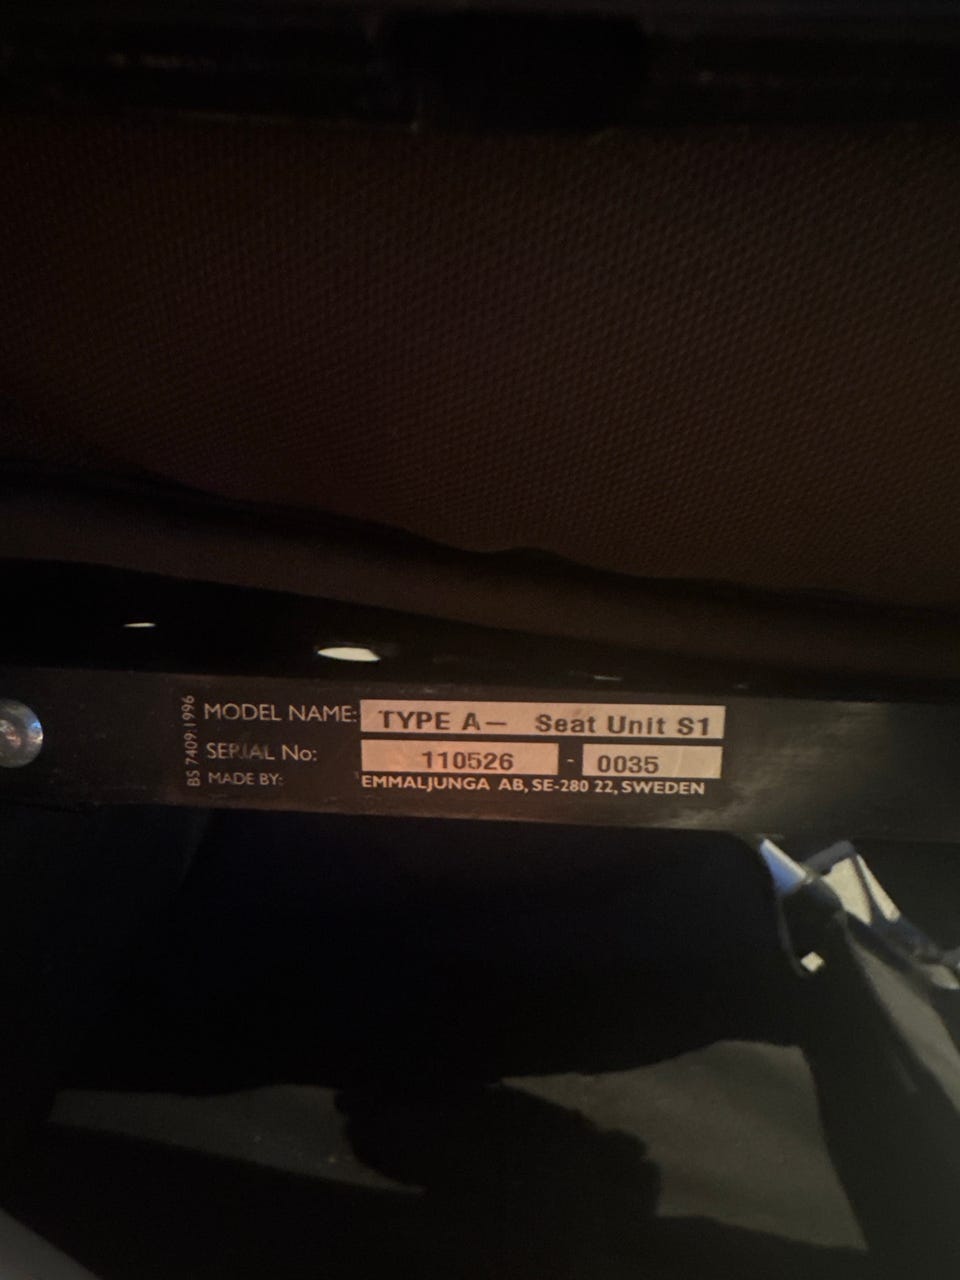 BS 7409:1996
MODEL NAME: TYPE A- Seat Unit S1
SERIAL No: 110526 - 0035
MADE BY: EMMALJUNGA AB, SE-280 22, SWEDEN